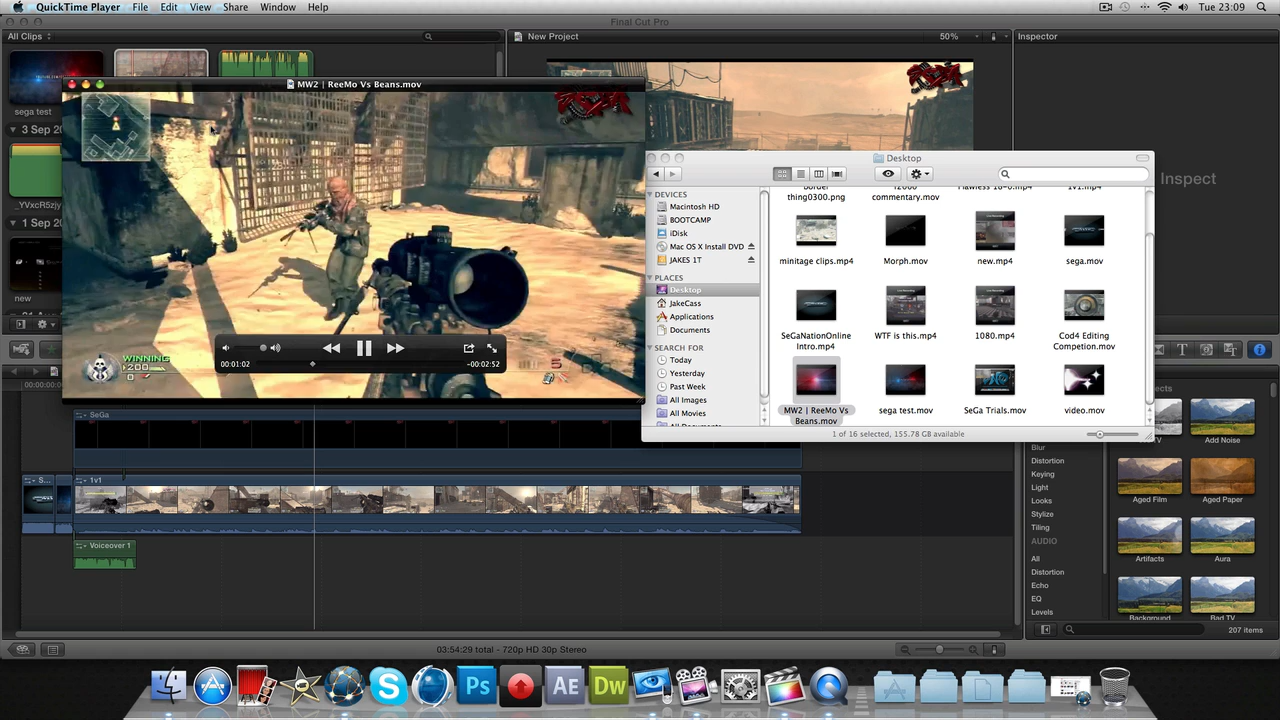 QuickTime Player File Edit View Share Window Help Tue 23:09
Final Cut Pro
All Clips
New Project 50%
Inspector
MW2 | ReeMo Vs Beans.mov
sega test
3 Sep 20
_YVxcR5zjy
1 Sep 20
new
WINNING
200
5
00:01:02 -00:02:52
Desktop
Inspect
DEVICES
Macintosh HD
BOOTCAMP
iDisk
Mac OS X Install DVD
JAKES 1T
PLACES
Desktop
JakeCass
Applications
Documents
SEARCH FOR
Today
Yesterday
Past Week
All Images
All Movies
thing0300.png
commentary.mov
minitage clips.mp4
Morph.mov
new.mp4
sega.mov
SeGaNationOnline
Intro.mp4
WTF is this.mp4
1080.mp4
Cod4 Editing
Competion.mov
MW2 | ReeMo Vs
Beans.mov
sega test.mov
SeGa Trials.mov
video.mov
1 of 16 selected, 155.78 GB available
SeGa
S...
1v1
Voiceover 1
Blur
Distortion
Keying
Light
Looks
Stylize
Tiling
AUDIO
All
Distortion
Echo
EQ
Levels
Add Noise
Aged Film
Aged Paper
Artifacts
Aura
Background
Bad TV
207 items
03:54:29 total - 720p HD 30p Stereo
Ps
AE
Dw